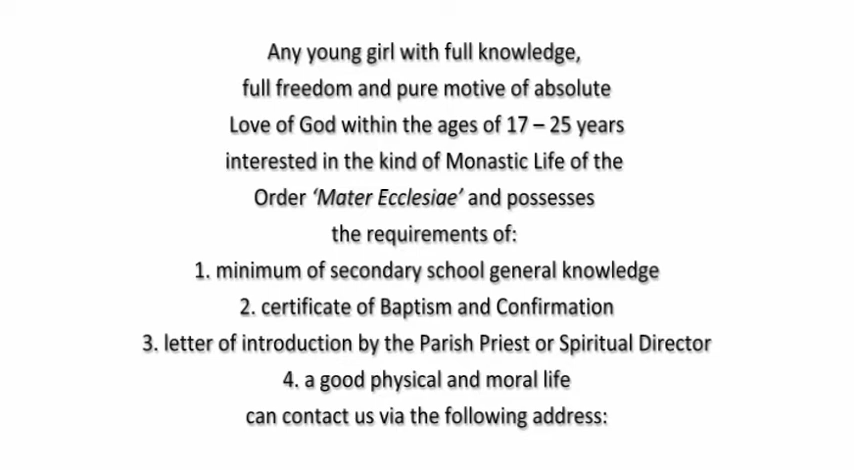 Any young girl with full knowledge,
full freedom and pure motive of absolute
Love of God within the ages of 17 – 25 years
interested in the kind of Monastic Life of the
Order ‘Mater Ecclesiae’ and possesses
the requirements of:
1. minimum of secondary school general knowledge
2. certificate of Baptism and Confirmation
3. letter of introduction by the Parish Priest or Spiritual Director
4. a good physical and moral life
can contact us via the following address: